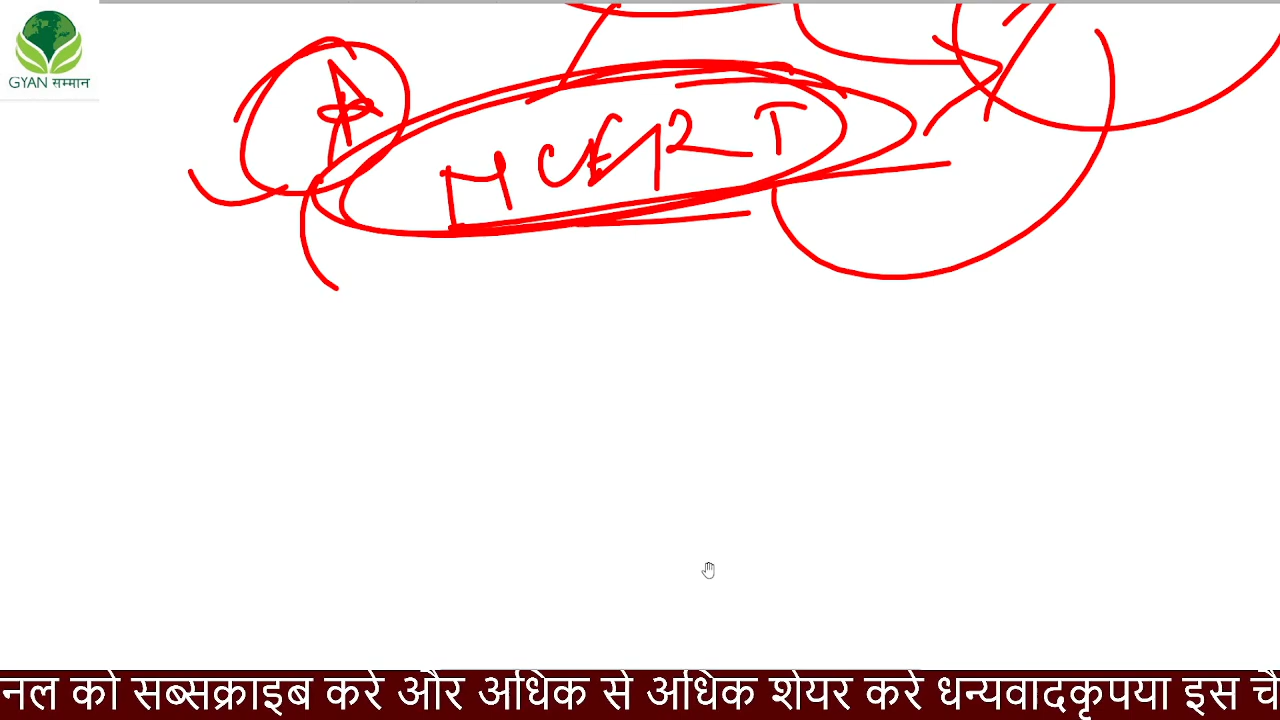 GYAN सम्मान
NCERT
नल को सब्सक्राइब करे और अधिक से अधिक शेयर करे धन्यवादकृपया इस चै